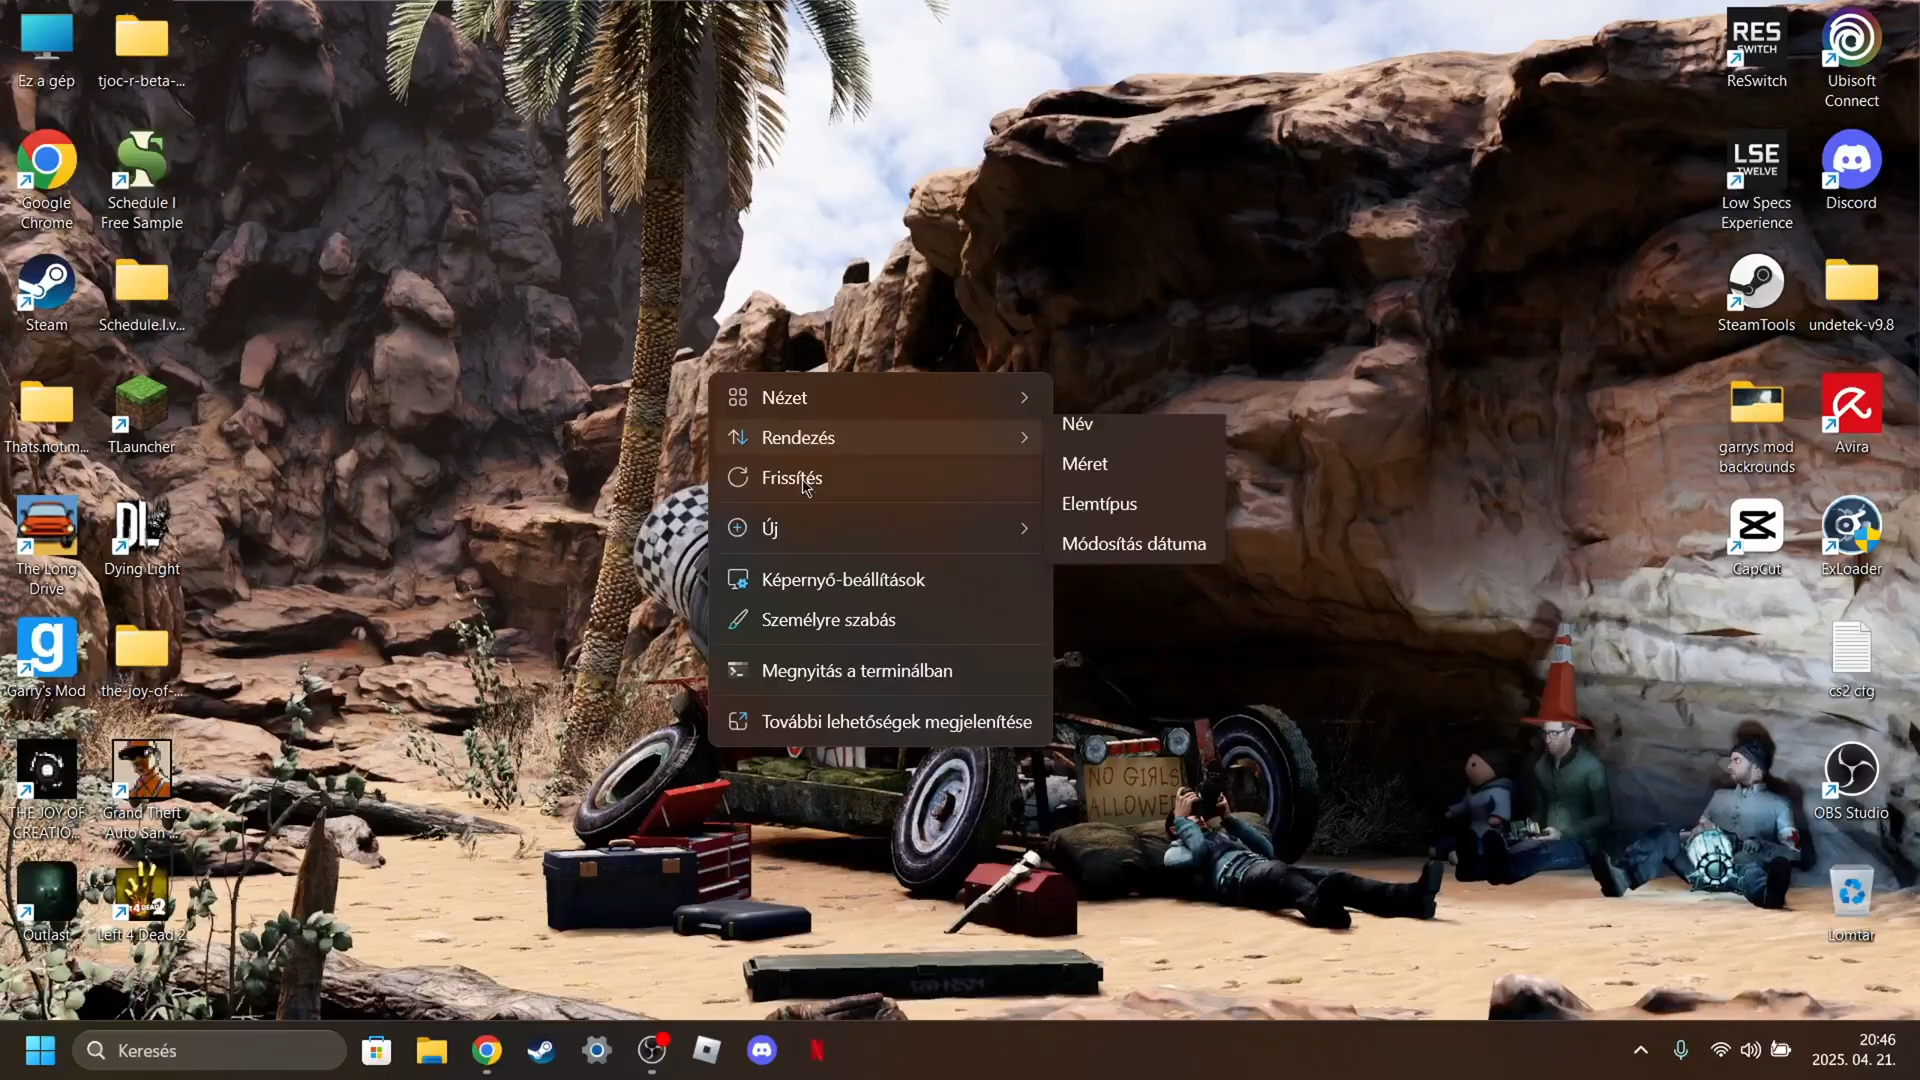 Ez a gép
tjoc-r-beta-...
Google
Chrome
Schedule I
Free Sample
Steam
Schedule.I.v...
Thats.not.m...
TLauncher
The Long
Drive
DL
Dying Light
g
Garry's Mod
the-joy-of-...
THE JOY OF
CREATIO...
Grand Theft
Auto San ...
Outlast
Left 4 Dead 2
Nézet
Rendezés
Frissítés
Új
Képernyő-beállítások
Személyre szabás
Megnyitás a terminálban
További lehetőségek megjelenítése
Név
Méret
Elemtípus
Módosítás dátuma
NO GIRLS
ALLOWED
RES
SWITCH
ReSwitch
Ubisoft
Connect
LSE
TWELVE
Low Specs
Experience
Discord
SteamTools
undetek-v9.8
garrys mod
backrounds
Avira
CapCut
ExLoader
cs2 cfg
OBS Studio
Lomtár
Keresés
20:46
2025. 04. 21.